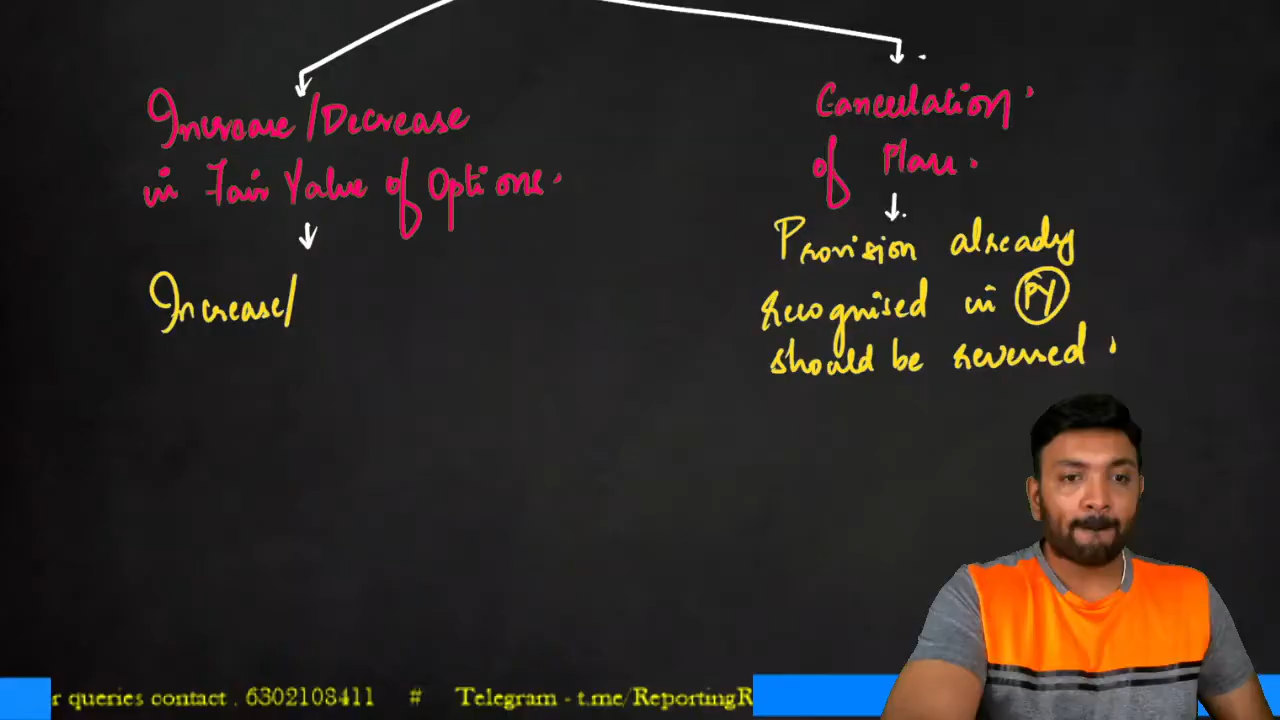 Increase/Decrease
in Fair Value of Options.
Increase/
Cancellation
of Plan.
Provision already
recognised in PY
should be reversed.
r queries contact . 6302108411 # Telegram - t.me/ReportingR